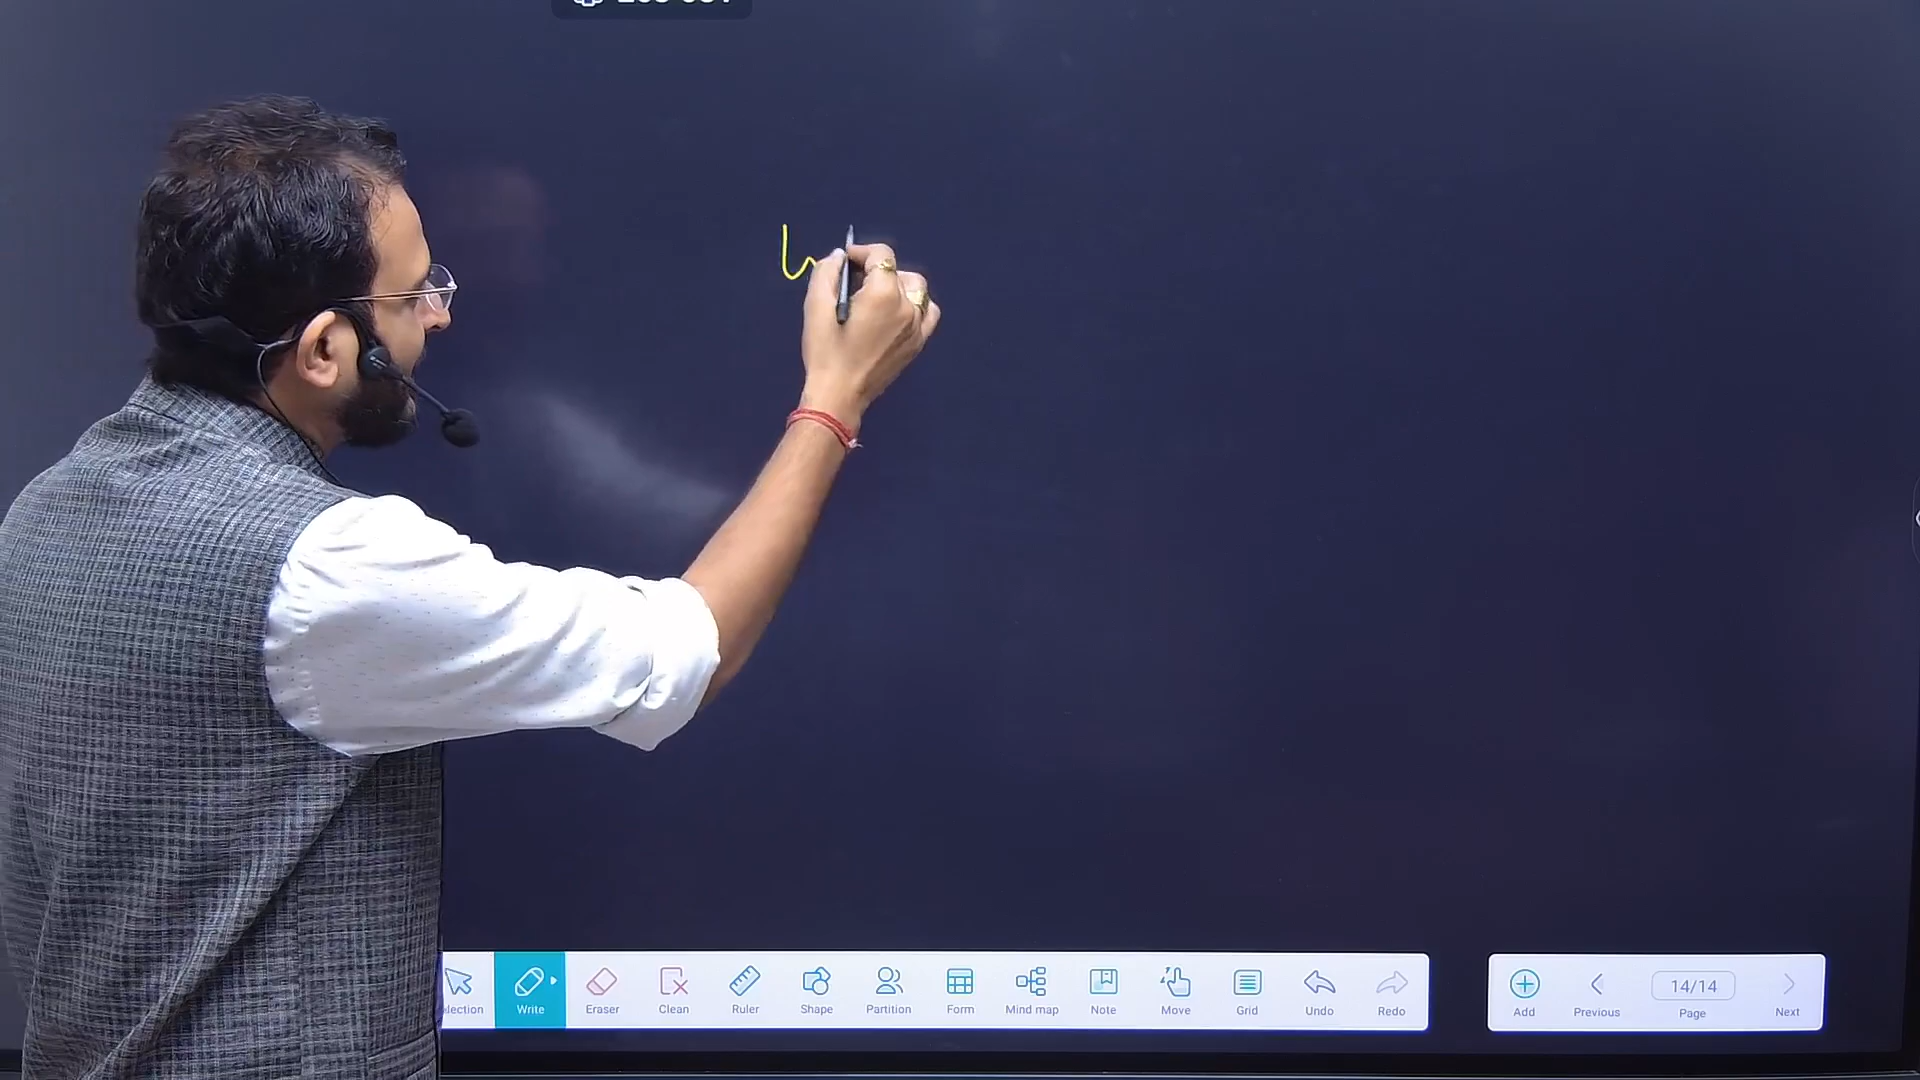 Write
Eraser
Clean
Ruler
Shape
Partition
Form
Mind map
Note
Move
Grid
Undo
Redo
Add
Previous
14/14
Page
Next